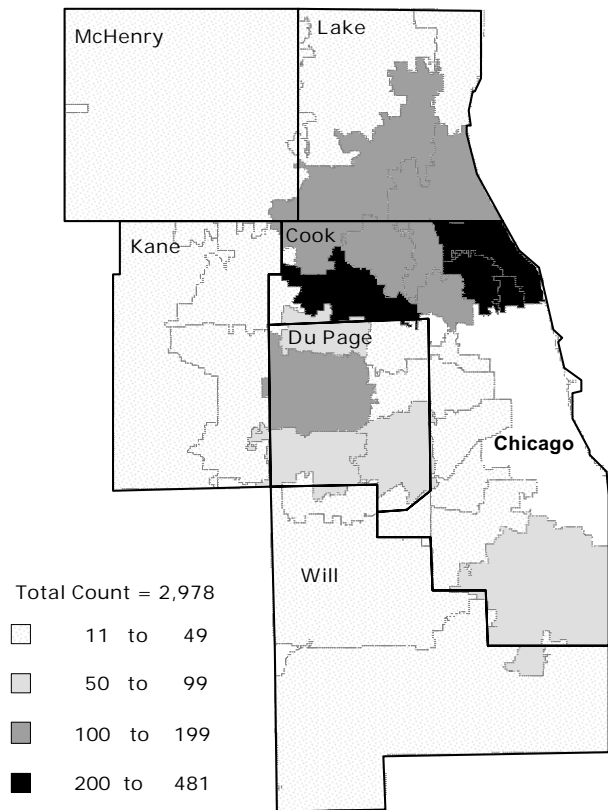 McHenry
Lake
Kane
Cook
Du Page
Chicago
Will
Total Count = 2,978
11 to 49
50 to 99
100 to 199
200 to 481